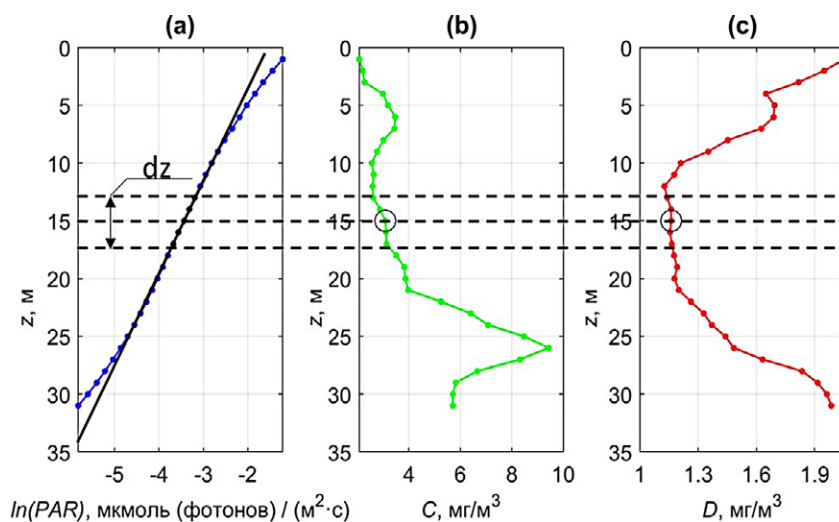 (a) (b) (c)
0 0 0
5 5 5
dz
10 10 10
15 15 15
20 20 20
z, м z, м z, м
25 25 25
30 30 30
35 35 35
-5 -4 -3 -2 4 6 8 10 1 1.3 1.6 1.9
ln(PAR), мкмоль (фотонов) / (м²·с) C, мг/м³ D, мг/м³